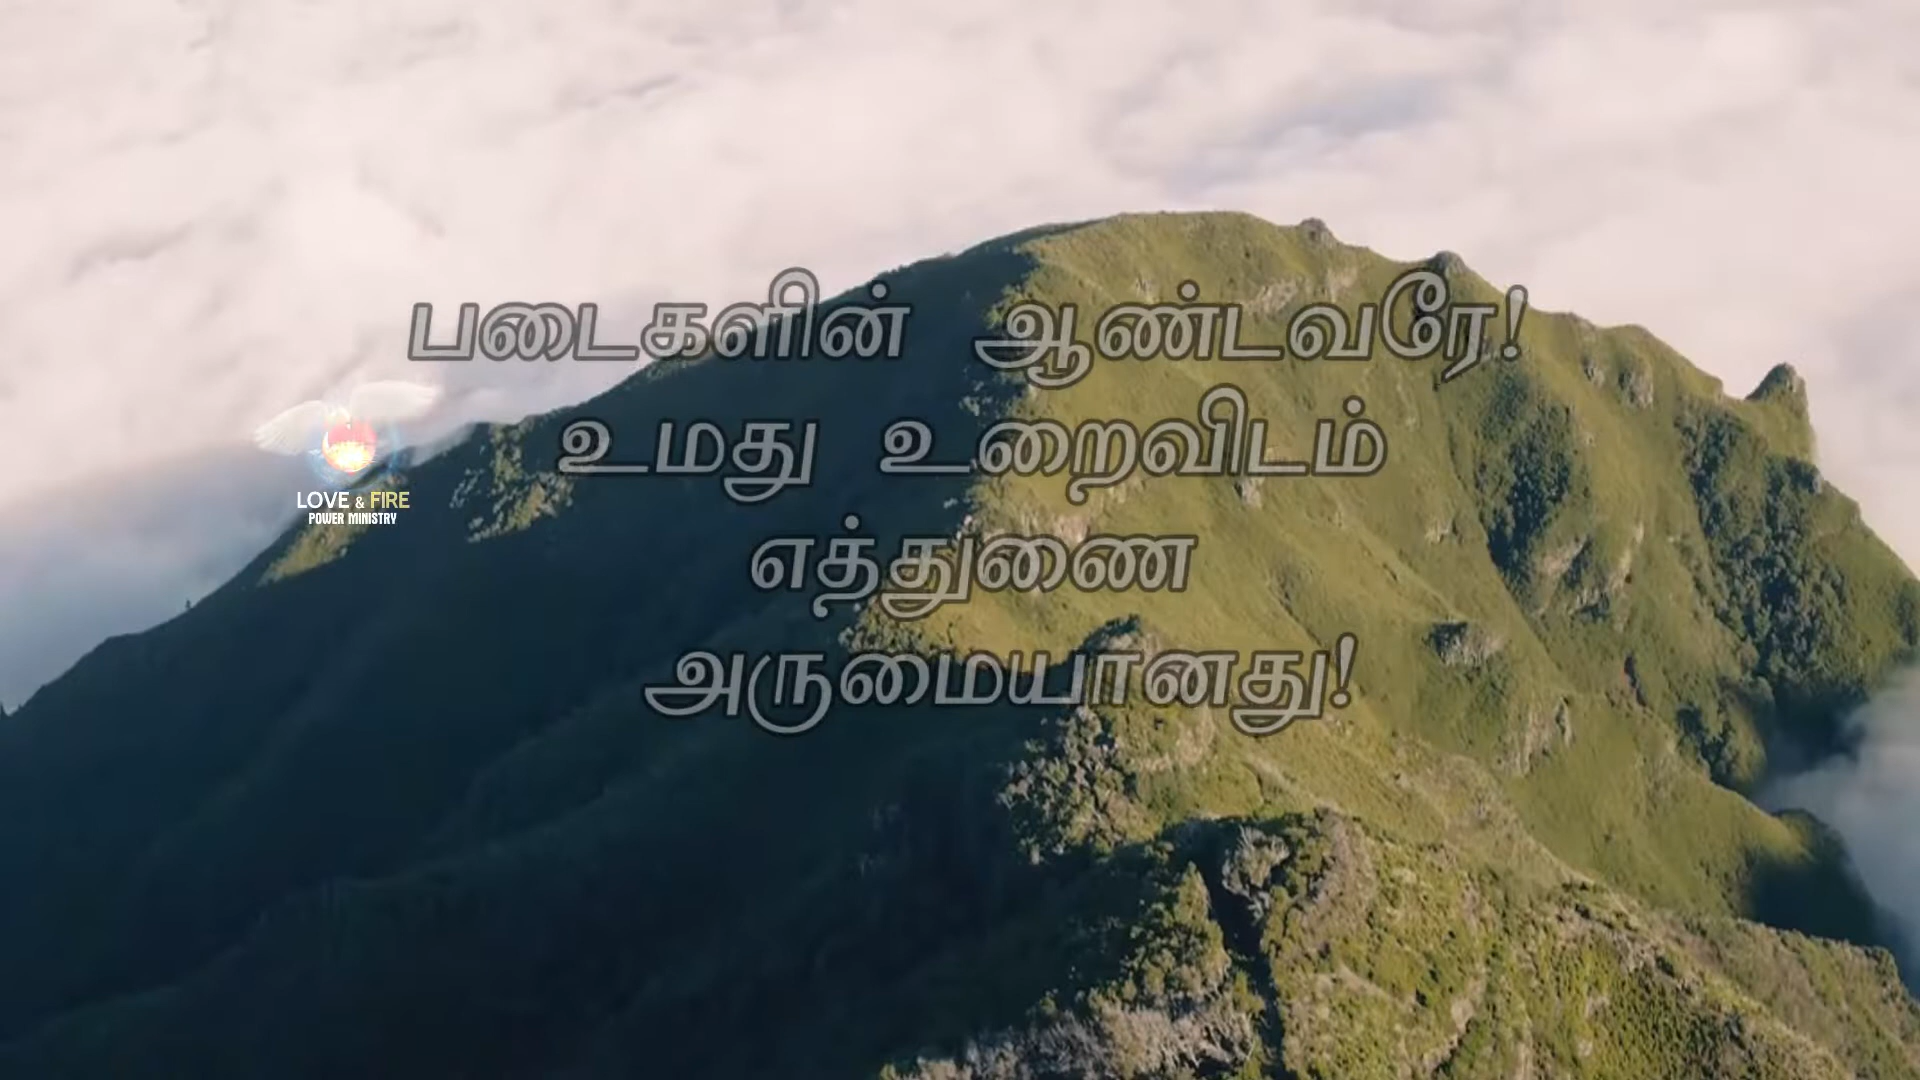 படைகளின் ஆண்டவரே!
உமது உறைவிடம்
எத்துணை
அருமையானது!
LOVE & FIRE
POWER MINISTRY